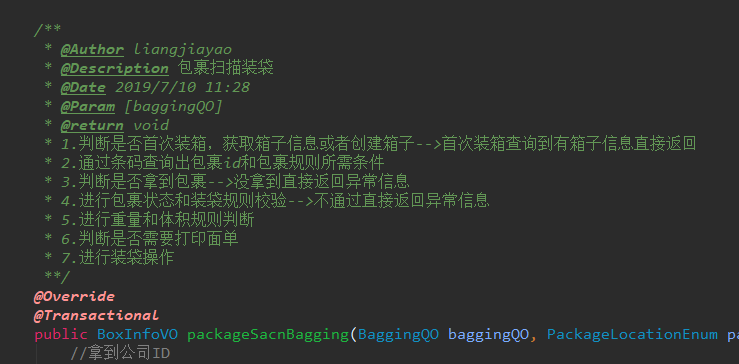 /**
* @Author liangjiayao
* @Description 包裹扫描装袋
* @Date 2019/7/10 11:28
* @Param [baggingQO]
* @return void
* 1.判断是否首次装箱，获取箱子信息或者创建箱子-->首次装箱查询到有箱子信息直接返回
* 2.通过条码查询出包裹id和包裹规则所需条件
* 3.判断是否拿到包裹-->没拿到直接返回异常信息
* 4.进行包裹状态和装袋规则校验-->不通过直接返回异常信息
* 5.进行重量和体积规则判断
* 6.判断是否需要打印面单
* 7.进行装袋操作
**/
@Override
@Transactional
public BoxInfoVO packageSacnBagging(BaggingQO baggingQO, PackageLocationEnum pa
//拿到公司ID